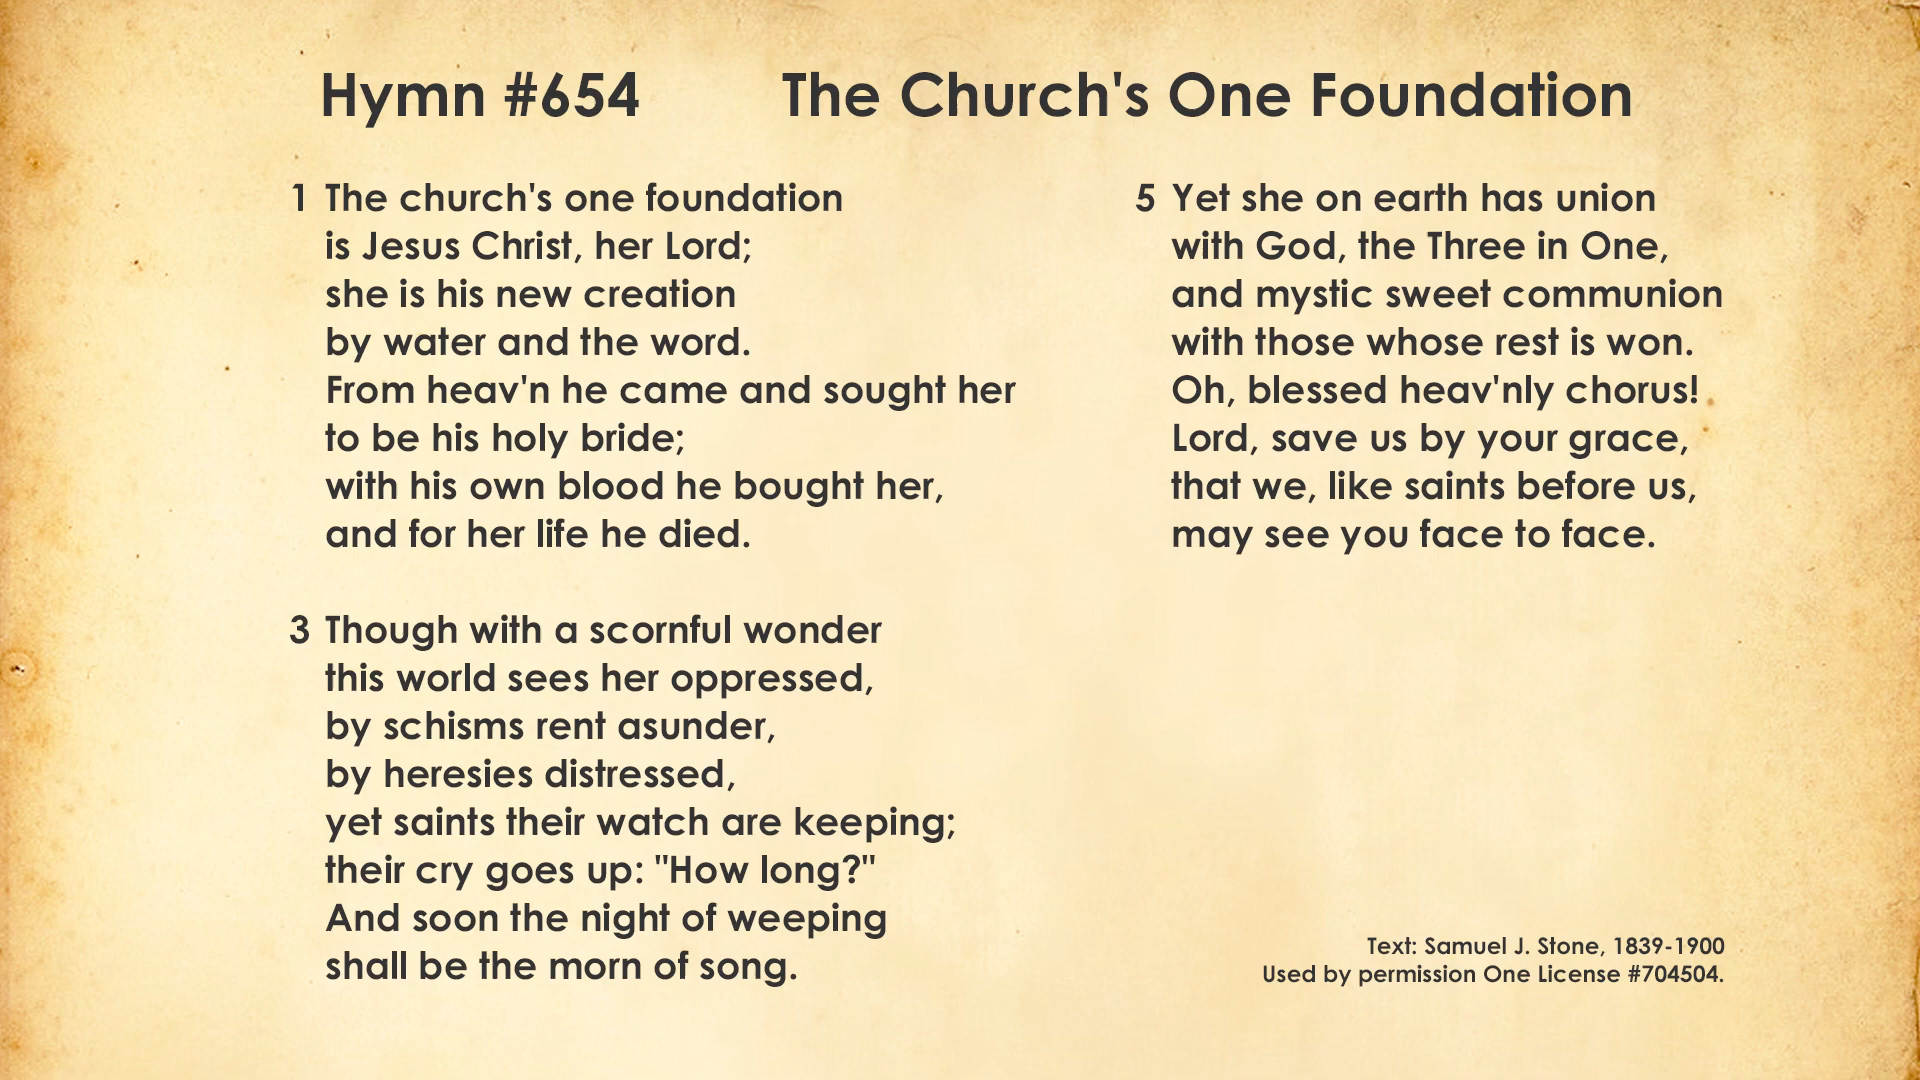 Hymn #654 The Church's One Foundation
1 The church's one foundation
is Jesus Christ, her Lord;
she is his new creation
by water and the word.
From heav'n he came and sought her
to be his holy bride;
with his own blood he bought her,
and for her life he died.
3 Though with a scornful wonder
this world sees her oppressed,
by schisms rent asunder,
by heresies distressed,
yet saints their watch are keeping;
their cry goes up: "How long?"
And soon the night of weeping
shall be the morn of song.
5 Yet she on earth has union
with God, the Three in One,
and mystic sweet communion
with those whose rest is won.
Oh, blessed heav'nly chorus!
Lord, save us by your grace,
that we, like saints before us,
may see you face to face.
Text: Samuel J. Stone, 1839-1900
Used by permission One License #704504.